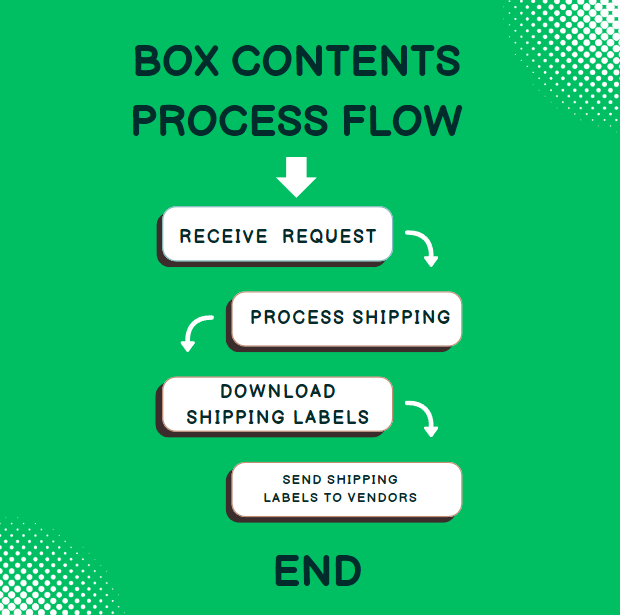 BOX CONTENTS
PROCESS FLOW
RECEIVE REQUEST
PROCESS SHIPPING
DOWNLOAD
SHIPPING LABELS
SEND SHIPPING
LABELS TO VENDORS
END